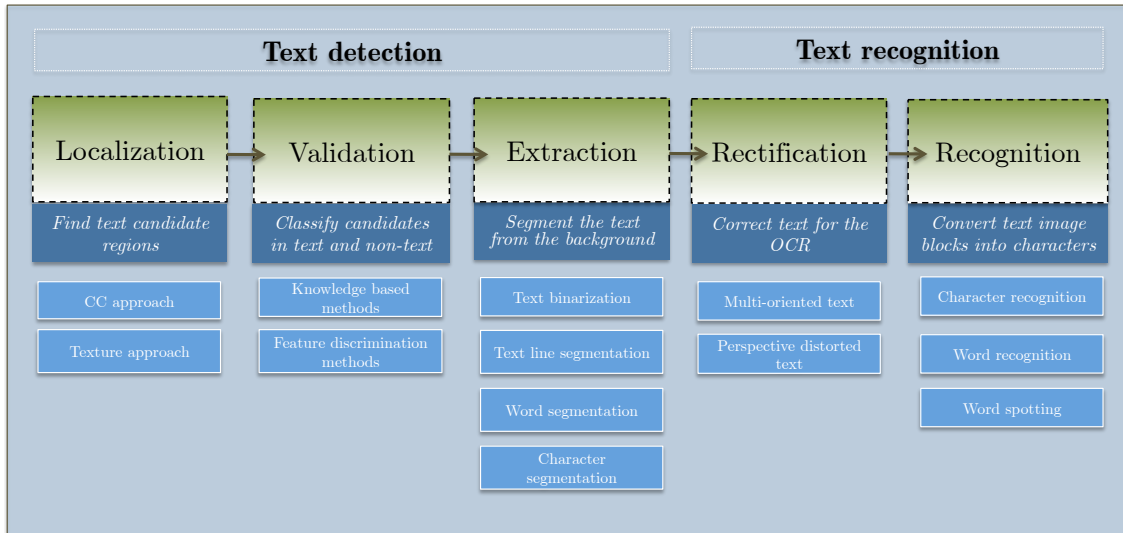 Text detection
Text recognition
Localization
Validation
Extraction
Rectification
Recognition
Find text candidate
regions
Classify candidates
in text and non-text
Segment the text
from the background
Correct text for the
OCR
Convert text image
blocks into characters
CC approach
Texture approach
Knowledge based
methods
Feature discrimination
methods
Text binarization
Text line segmentation
Word segmentation
Character
segmentation
Multi-oriented text
Perspective distorted
text
Character recognition
Word recognition
Word spotting